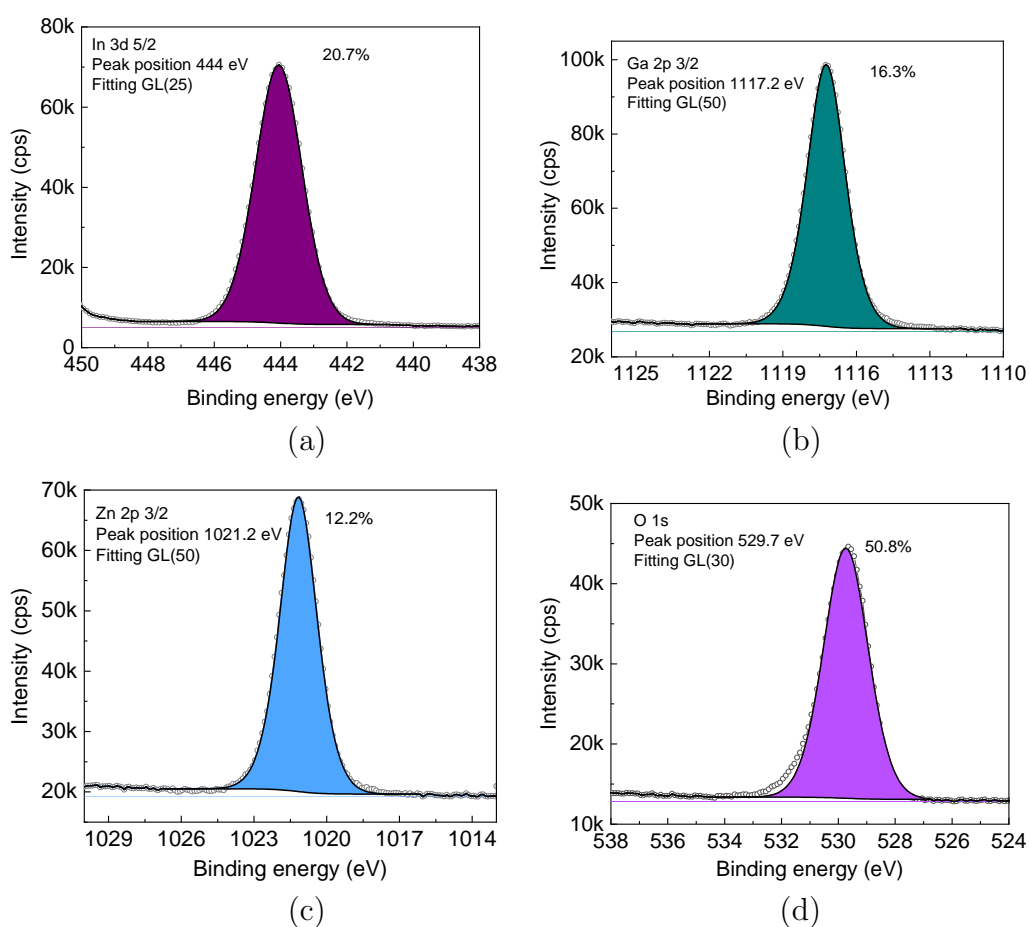 80k
60k
40k
20k
0
Intensity (cps)
In 3d 5/2
Peak position 444 eV
Fitting GL(25)
20.7%
450 448 446 444 442 440 438
Binding energy (eV)
(a)
100k
80k
60k
40k
20k
Intensity (cps)
Ga 2p 3/2
Peak position 1117.2 eV
Fitting GL(50)
16.3%
1125 1122 1119 1116 1113 1110
Binding energy (eV)
(b)
70k
60k
50k
40k
30k
20k
Intensity (cps)
Zn 2p 3/2
Peak position 1021.2 eV
Fitting GL(50)
12.2%
1029 1026 1023 1020 1017 1014
Binding energy (eV)
(c)
50k
40k
30k
20k
10k
Intensity (cps)
O 1s
Peak position 529.7 eV
Fitting GL(30)
50.8%
538 536 534 532 530 528 526 524
Binding energy (eV)
(d)